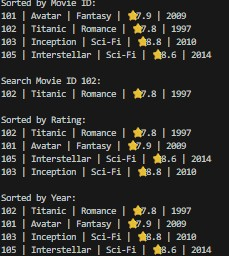 Sorted by Movie ID:
101 | Avatar | Fantasy | ⭐7.9 | 2009
102 | Titanic | Romance | ⭐7.8 | 1997
103 | Inception | Sci-Fi | ⭐8.8 | 2010
105 | Interstellar | Sci-Fi | ⭐8.6 | 2014
Search Movie ID 102:
102 | Titanic | Romance | ⭐7.8 | 1997
Sorted by Rating:
102 | Titanic | Romance | ⭐7.8 | 1997
101 | Avatar | Fantasy | ⭐7.9 | 2009
105 | Interstellar | Sci-Fi | ⭐8.6 | 2014
103 | Inception | Sci-Fi | ⭐8.8 | 2010
Sorted by Year:
102 | Titanic | Romance | ⭐7.8 | 1997
101 | Avatar | Fantasy | ⭐7.9 | 2009
103 | Inception | Sci-Fi | ⭐8.8 | 2010
105 | Interstellar | Sci-Fi | ⭐8.6 | 2014